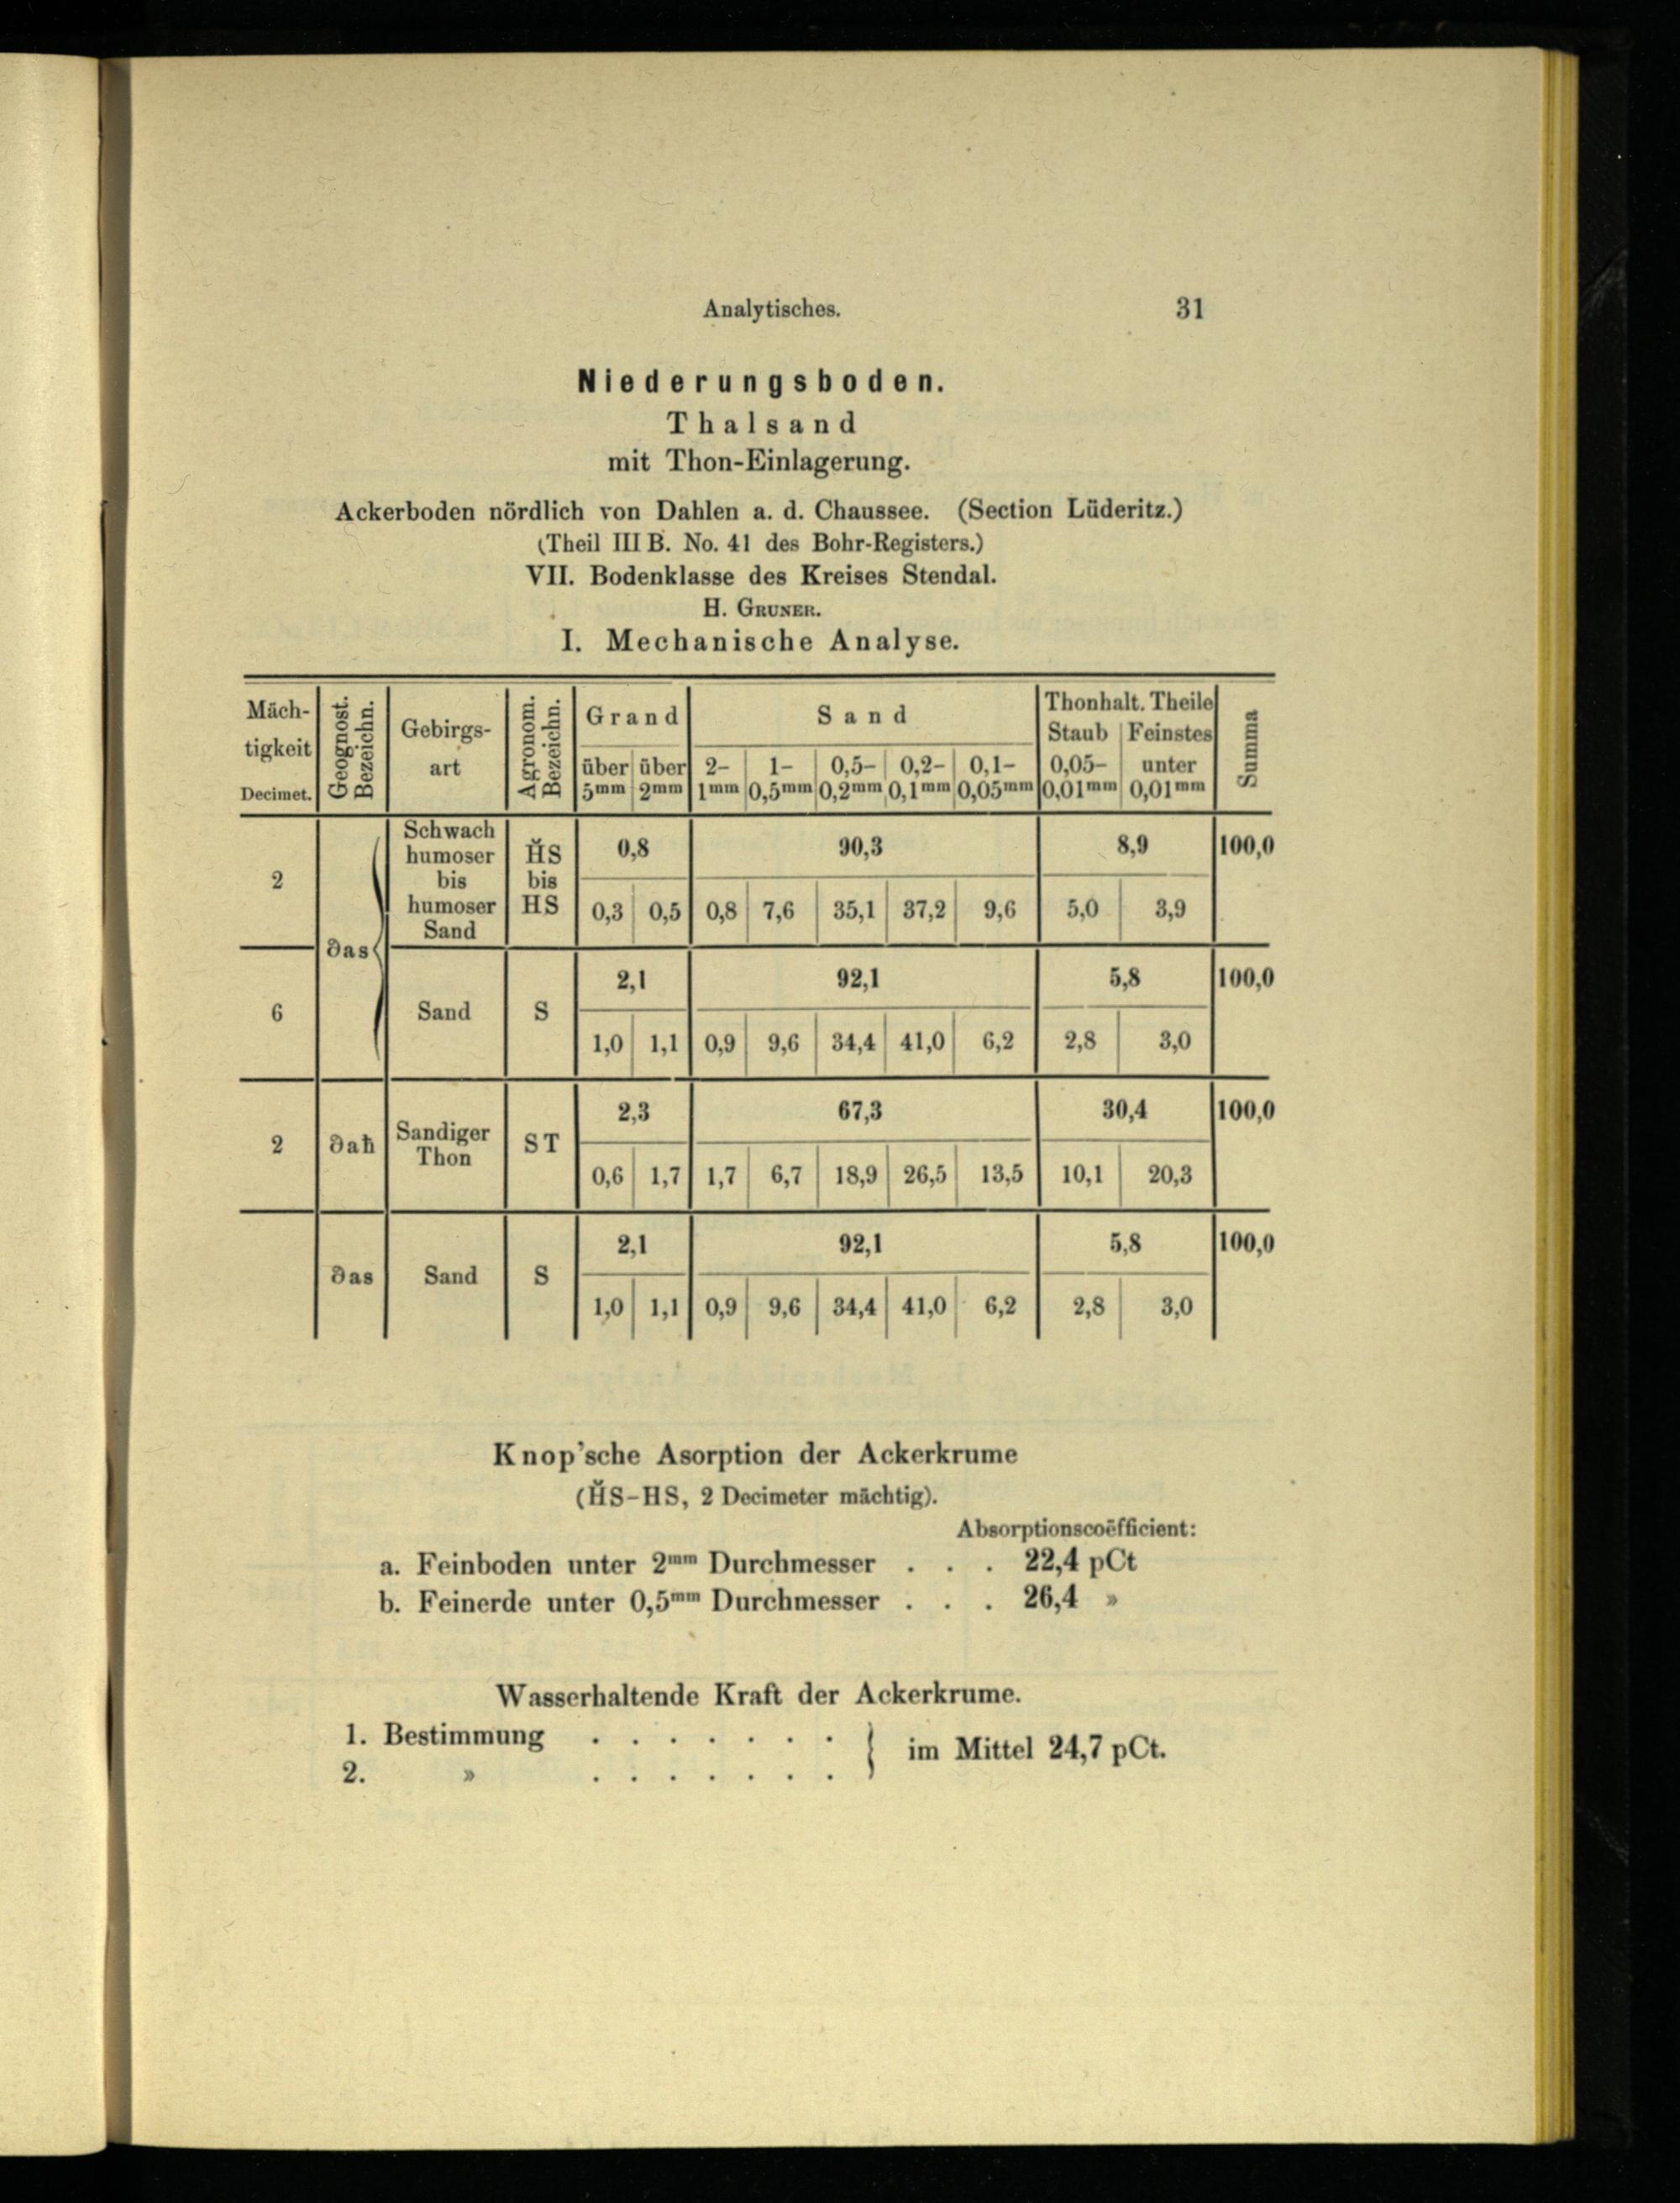 Analytisches. 31
Niederungsboden.
Thalsand
mit Thon-Einlagerung.
Ackerboden nördlich von Dahlen a. d. Chaussee. (Section Lüderitz.)
(Theil III B. No. 41 des Bohr-Registers.)
VII. Bodenklasse des Kreises Stendal.
H. GRUNER.
I. Mechanische Analyse.
Mäch-
tigkeit
Decimet.
Geognost.
Bezeichn.
Gebirgs-
art
Agronom.
Bezeichn.
Grand
über über
5mm 2mm
Sand
2- 1- 0,5- 0,2- 0,1-
1mm 0,5mm 0,2mm 0,1mm 0,05mm
Thonhalt. Theile
Staub Feinstes
0,05- unter
0,01mm 0,01mm
Summa
2
∂as
Schwach
humoser
bis
humoser
Sand
H̆S
bis
HS
0,8 90,3 8,9 100,0
0,3 0,5 0,8 7,6 35,1 37,2 9,6 5,0 3,9
6
Sand
S
2,1 92,1 5,8 100,0
1,0 1,1 0,9 9,6 34,4 41,0 6,2 2,8 3,0
2
∂aħ
Sandiger
Thon
ST
2,3 67,3 30,4 100,0
0,6 1,7 1,7 6,7 18,9 26,5 13,5 10,1 20,3
∂as
Sand
S
2,1 92,1 5,8 100,0
1,0 1,1 0,9 9,6 34,4 41,0 6,2 2,8 3,0
Knop'sche Asorption der Ackerkrume
(H̆S-HS, 2 Decimeter mächtig).
Absorptionscoëfficient:
a. Feinboden unter 2mm Durchmesser . . . 22,4 pCt
b. Feinerde unter 0,5mm Durchmesser . . . 26,4 »
Wasserhaltende Kraft der Ackerkrume.
1. Bestimmung . . . . . . .
2. » . . . . . . .
} im Mittel 24,7 pCt.